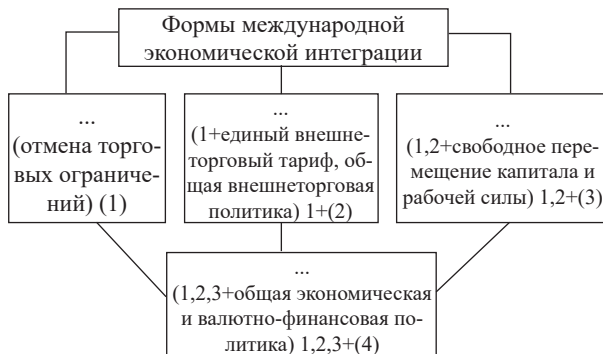 Формы международной
экономической интеграции
...
(отмена торго-
вых ограниче-
ний) (1)
...
(1+единый внешне-
торговый тариф, об-
щая внешнеторговая
политика) 1+(2)
...
(1,2+свободное пере-
мещение капитала и
рабочей силы) 1,2+(3)
...
(1,2,3+общая экономическая
и валютно-финансовая по-
литика) 1,2,3+(4)